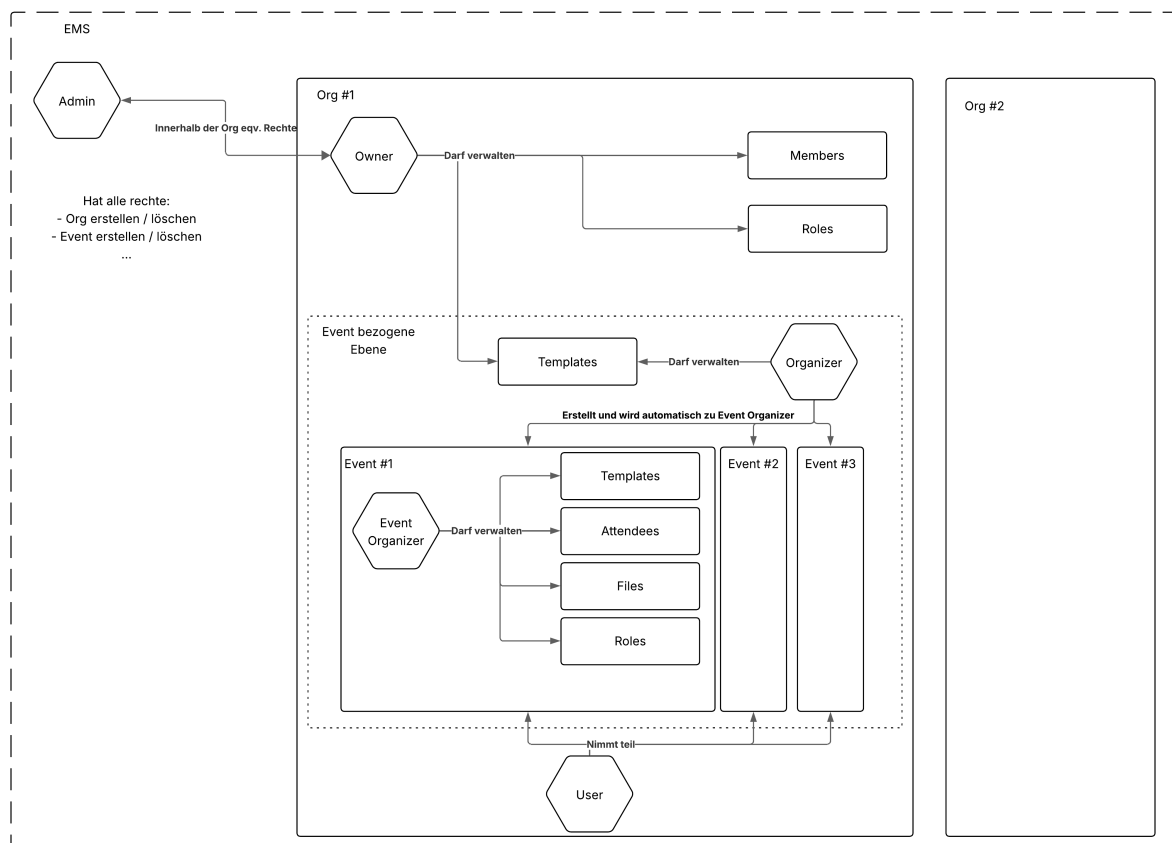 EMS
Admin
Innerhalb der Org eqv. Rechte
Hat alle rechte:
- Org erstellen / löschen
- Event erstellen / löschen
...
Org #1
Owner
Darf verwalten
Members
Roles
Event bezogene
Ebene
Templates
Darf verwalten
Organizer
Erstellt und wird automatisch zu Event Organizer
Event #1
Event
Organizer
Darf verwalten
Templates
Attendees
Files
Roles
Event #2
Event #3
Nimmt teil
User
Org #2